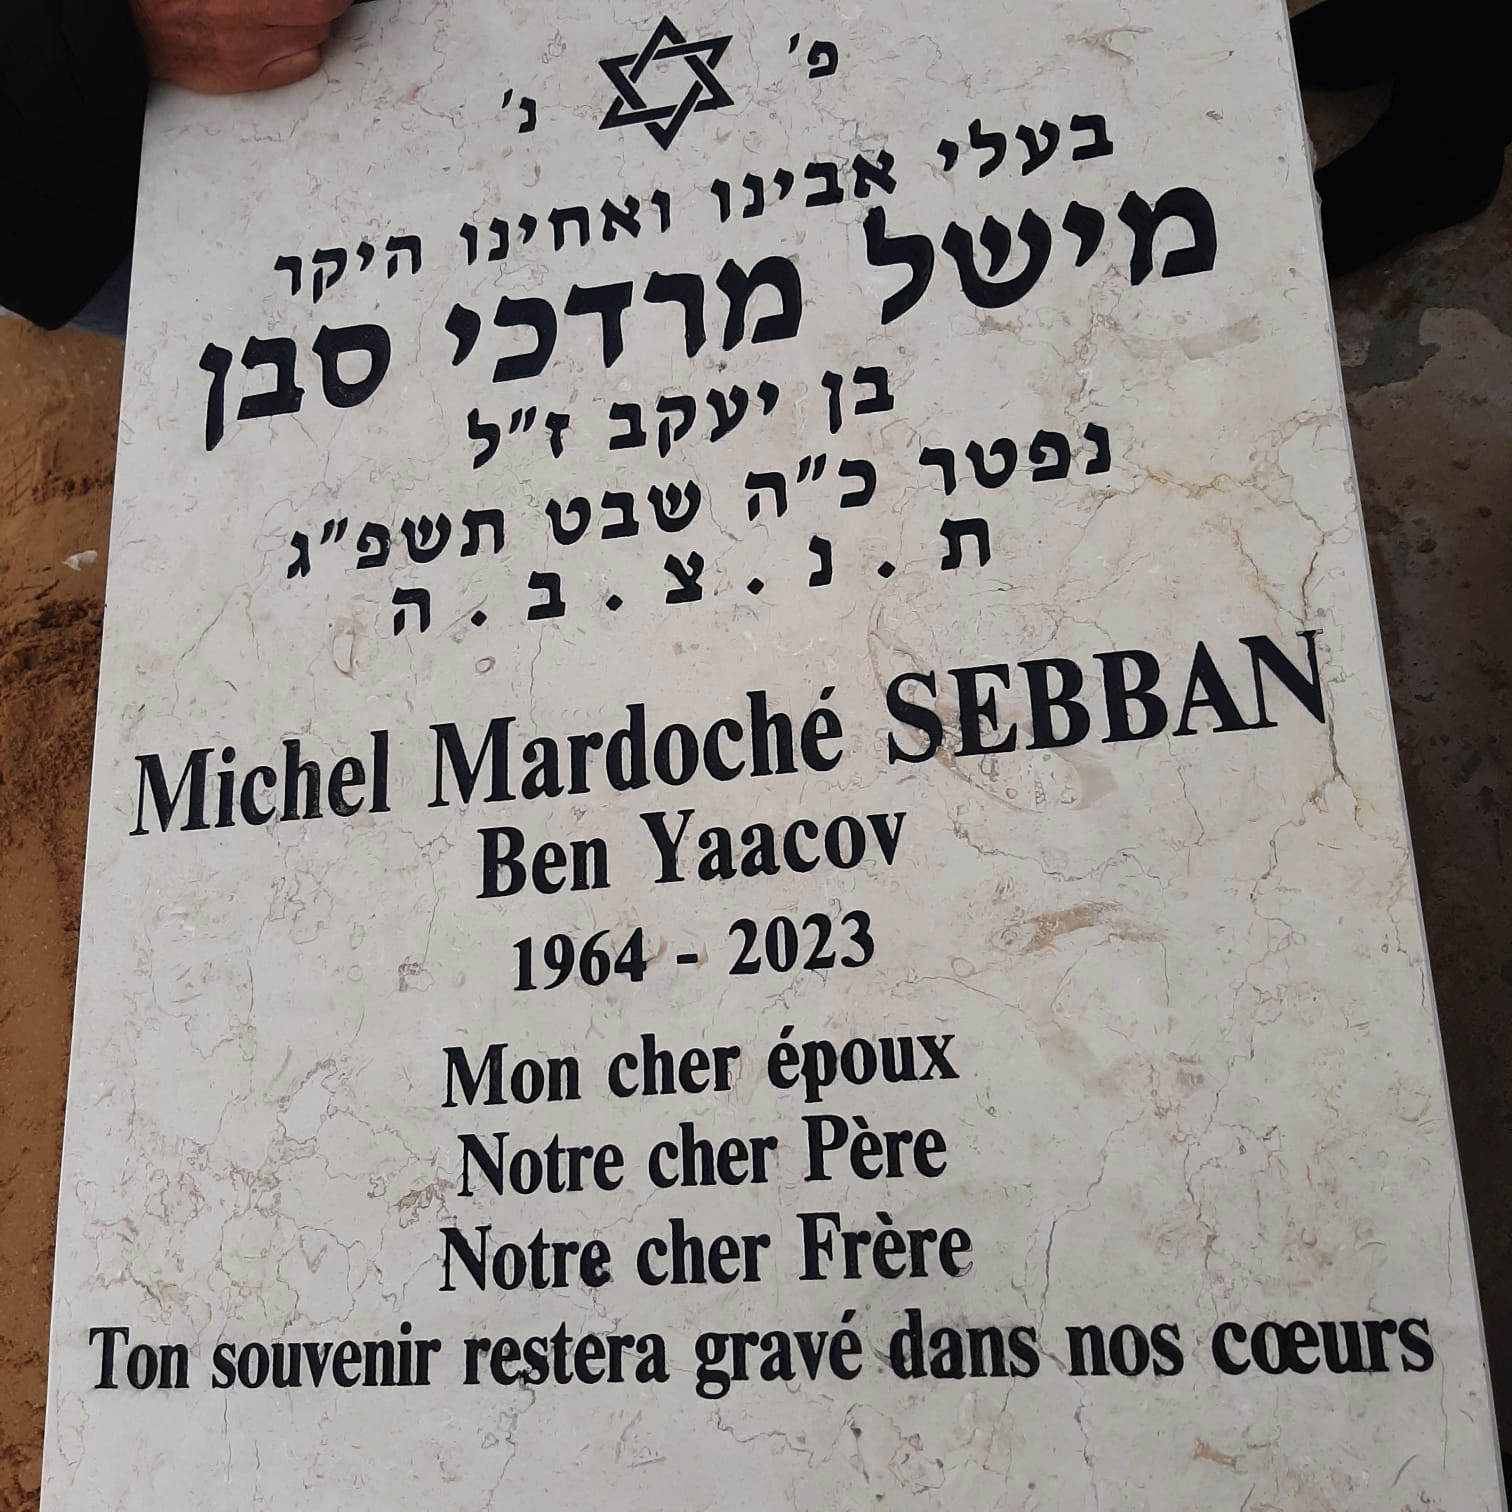 פ' נ'
בעלי אבינו ואחינו היקר
מישל מרדכי סבן
בן יעקב ז"ל
נפטר כ"ה שבט תשפ"ג
ת . נ . צ . ב . ה
Michel Mardoché SEBBAN
Ben Yaacov
1964 - 2023
Mon cher époux
Notre cher Père
Notre cher Frère
Ton souvenir restera gravé dans nos cœurs